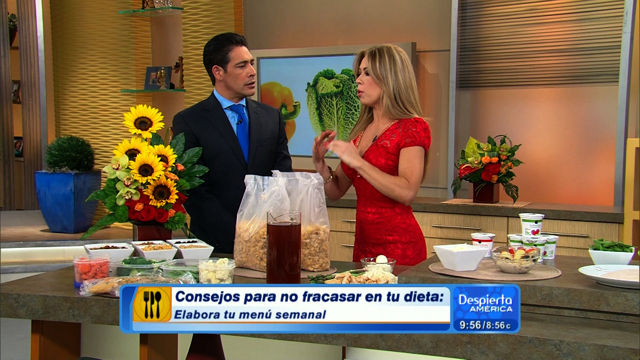 Consejos para no fracasar en tu dieta:
Elabora tu menú semanal
Despierta
AMÉRICA
9:56/8:56c